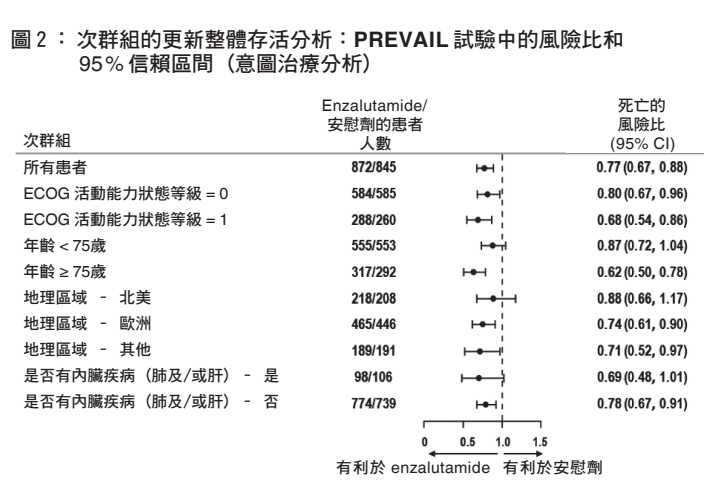 圖 2 ： 次群組的更新整體存活分析：PREVAIL 試驗中的風險比和
95% 信賴區間（意圖治療分析）
次群組
Enzalutamide/
安慰劑的患者
人數
死亡的
風險比
(95% CI)
所有患者 872/845 0.77 (0.67, 0.88)
ECOG 活動能力狀態等級 = 0 584/585 0.80 (0.67, 0.96)
ECOG 活動能力狀態等級 = 1 288/260 0.68 (0.54, 0.86)
年齡 < 75歲 555/553 0.87 (0.72, 1.04)
年齡 ≥ 75歲 317/292 0.62 (0.50, 0.78)
地理區域 - 北美 218/208 0.88 (0.66, 1.17)
地理區域 - 歐洲 465/446 0.74 (0.61, 0.90)
地理區域 - 其他 189/191 0.71 (0.52, 0.97)
是否有內臟疾病（肺及/或肝） - 是 98/106 0.69 (0.48, 1.01)
是否有內臟疾病（肺及/或肝） - 否 774/739 0.78 (0.67, 0.91)
0 0.5 1.0 1.5
有利於 enzalutamide 有利於安慰劑